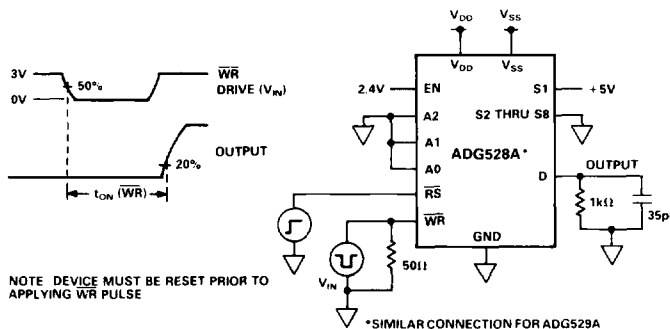 3V
50%
0V
WR
DRIVE (VIN)
20%
OUTPUT
tON (WR)
NOTE DEVICE MUST BE RESET PRIOR TO
APPLYING WR PULSE
VDD
VSS
VDD
VSS
2.4V
EN
S1
+5V
A2
S2 THRU S8
A1
ADG528A*
A0
OUTPUT
D
RS
1kΩ
35p
WR
GND
VIN
50Ω
*SIMILAR CONNECTION FOR ADG529A